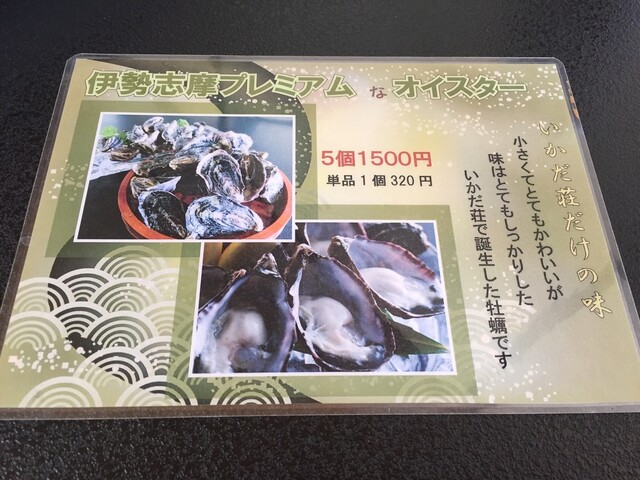 伊勢志摩プレミアム な オイスター
5個1500円
単品1個320円
いかだ荘だけの味
小さくてとてもかわいいが
味はとてもしっかりした
いかだ荘で誕生した牡蠣です